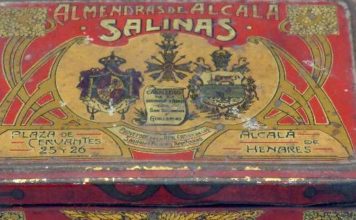 ALMENDRAS DE ALCALÁ
SALINAS
PLAZA DE
CERVANTES
25 Y 26
ALCALÁ
DE
HENARES